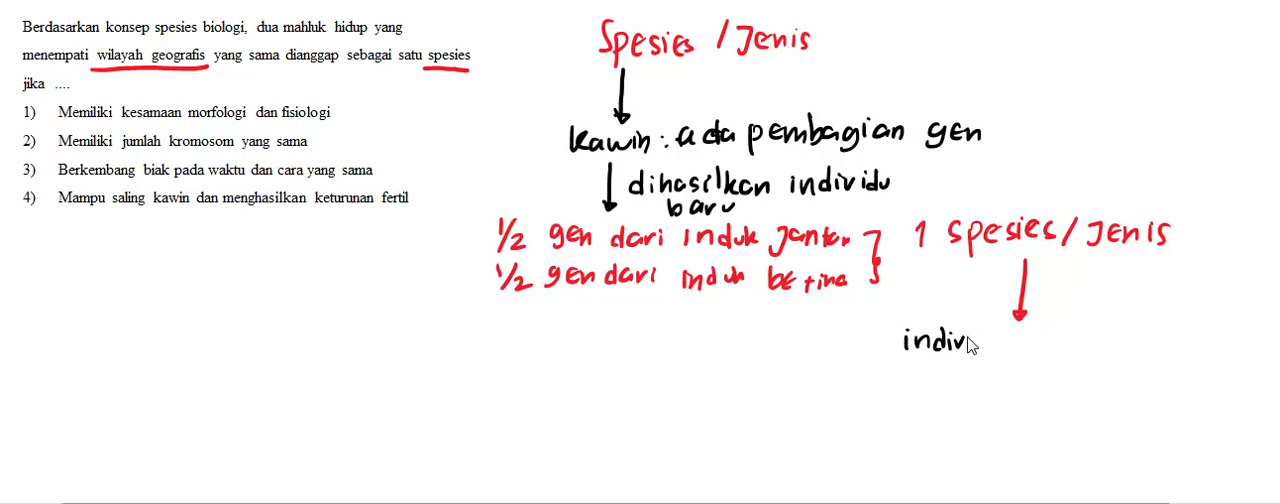 Berdasarkan konsep spesies biologi, dua mahluk hidup yang
menempati wilayah geografis yang sama dianggap sebagai satu spesies
jika ....
1) Memiliki kesamaan morfologi dan fisiologi
2) Memiliki jumlah kromosom yang sama
3) Berkembang biak pada waktu dan cara yang sama
4) Mampu saling kawin dan menghasilkan keturunan fertil
Spesies / Jenis
Kawin : ada pembagian gen
dihasilkan individu
baru
1/2 gen dari induk Jantan
1/2 gen dari induk betina
1 Spesies / Jenis
indiv